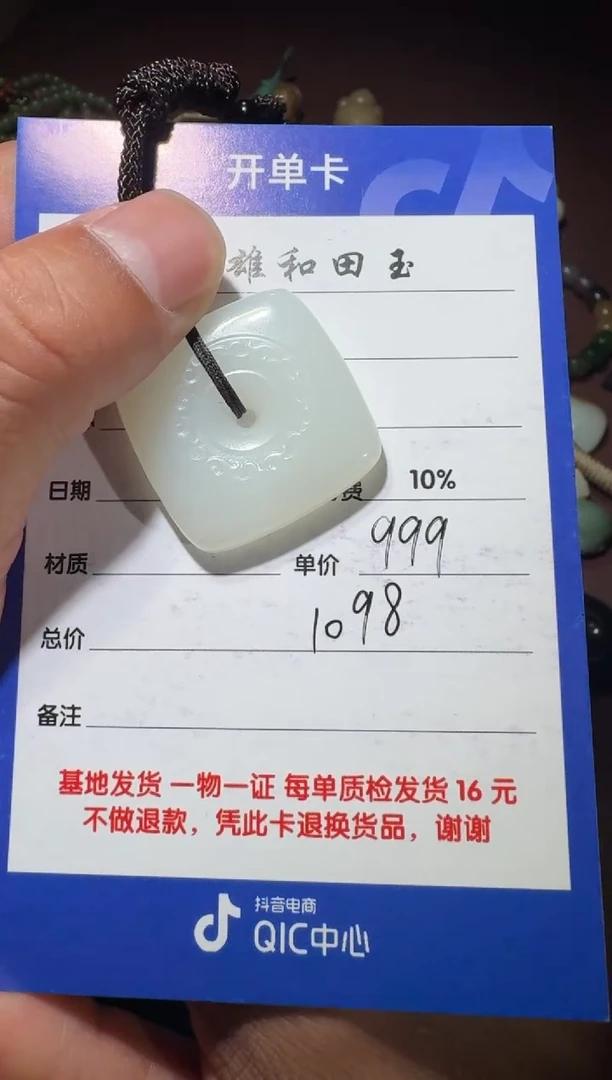 开单卡
雄和田玉
日期 费 10%
材质 单价 999
总价 1098
备注
基地发货 一物一证 每单质检发货 16 元
不做退款，凭此卡退换货品，谢谢
抖音电商
QIC中心